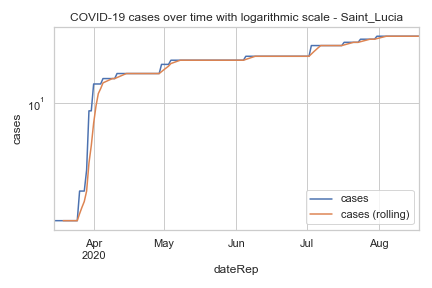 COVID-19 cases over time with logarithmic scale - Saint_Lucia
cases
10¹
cases
cases (rolling)
Apr
2020
May
Jun
Jul
Aug
dateRep